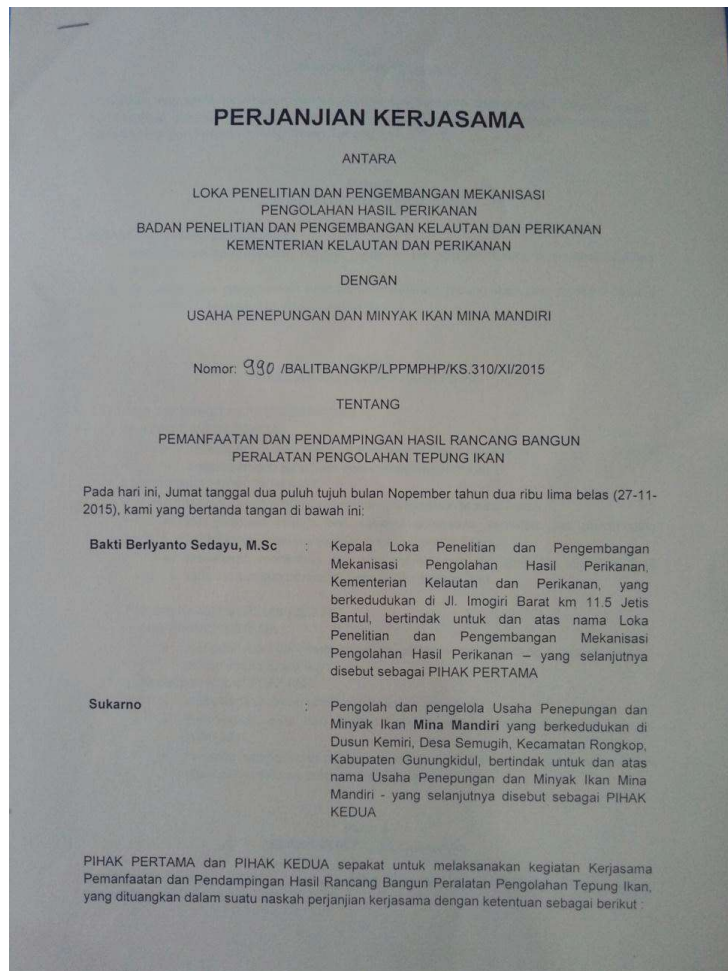 PERJANJIAN KERJASAMA
ANTARA
LOKA PENELITIAN DAN PENGEMBANGAN MEKANISASI
PENGOLAHAN HASIL PERIKANAN
BADAN PENELITIAN DAN PENGEMBANGAN KELAUTAN DAN PERIKANAN
KEMENTERIAN KELAUTAN DAN PERIKANAN
DENGAN
USAHA PENEPUNGAN DAN MINYAK IKAN MINA MANDIRI
Nomor: 990 /BALITBANGKP/LPPMPHP/KS.310/XI/2015
TENTANG
PEMANFAATAN DAN PENDAMPINGAN HASIL RANCANG BANGUN
PERALATAN PENGOLAHAN TEPUNG IKAN
Pada hari ini, Jumat tanggal dua puluh tujuh bulan Nopember tahun dua ribu lima belas (27-11-
2015), kami yang bertanda tangan di bawah ini:
Bakti Berlyanto Sedayu, M.Sc : Kepala Loka Penelitian dan Pengembangan
Mekanisasi Pengolahan Hasil Perikanan,
Kementerian Kelautan dan Perikanan, yang
berkedudukan di Jl. Imogiri Barat km 11.5 Jetis
Bantul, bertindak untuk dan atas nama Loka
Penelitian dan Pengembangan Mekanisasi
Pengolahan Hasil Perikanan – yang selanjutnya
disebut sebagai PIHAK PERTAMA
Sukarno : Pengolah dan pengelola Usaha Penepungan dan
Minyak Ikan Mina Mandiri yang berkedudukan di
Dusun Kemiri, Desa Semugih, Kecamatan Rongkop,
Kabupaten Gunungkidul, bertindak untuk dan atas
nama Usaha Penepungan dan Minyak Ikan Mina
Mandiri - yang selanjutnya disebut sebagai PIHAK
KEDUA
PIHAK PERTAMA dan PIHAK KEDUA sepakat untuk melaksanakan kegiatan Kerjasama
Pemanfaatan dan Pendampingan Hasil Rancang Bangun Peralatan Pengolahan Tepung Ikan,
yang dituangkan dalam suatu naskah perjanjian kerjasama dengan ketentuan sebagai berikut :